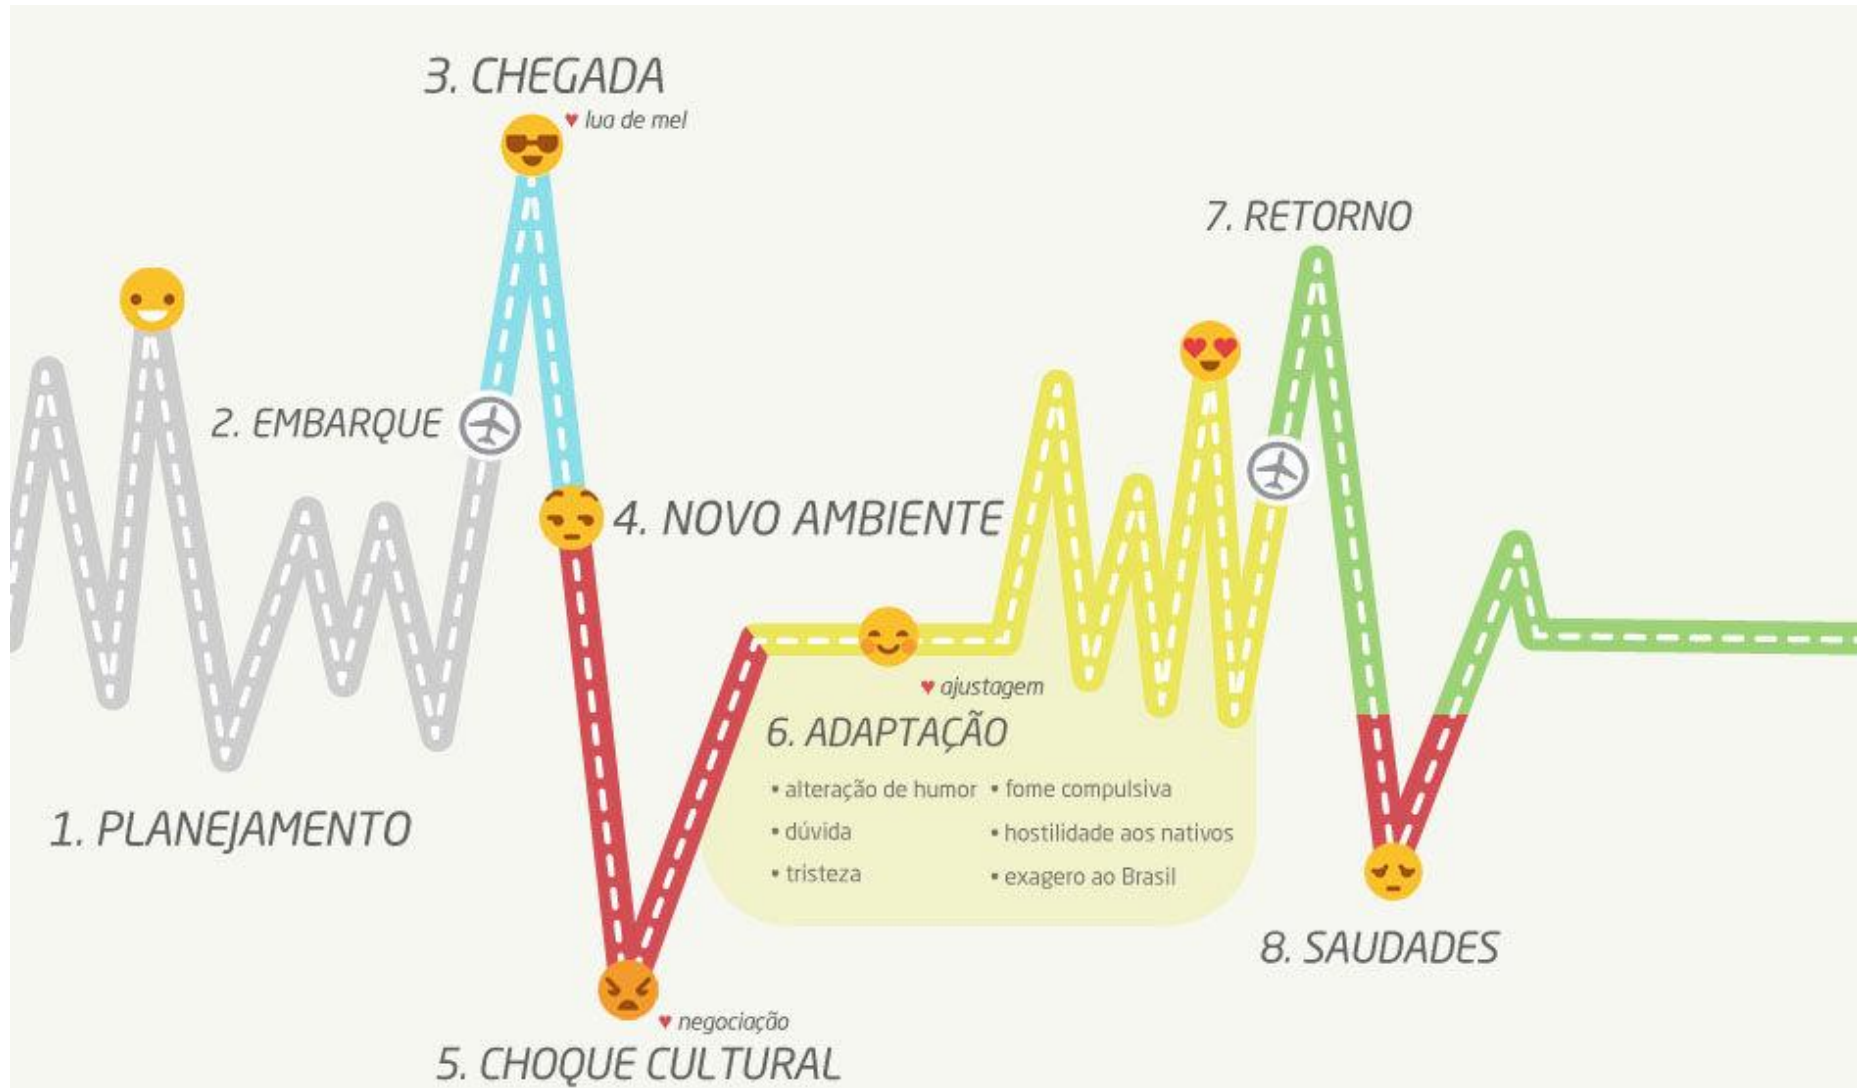 3. CHEGADA
♥ lua de mel
7. RETORNO
2. EMBARQUE
4. NOVO AMBIENTE
♥ ajustagem
6. ADAPTAÇÃO
• alteração de humor • fome compulsiva
• dúvida • hostilidade aos nativos
• tristeza • exagero ao Brasil
1. PLANEJAMENTO
8. SAUDADES
♥ negociação
5. CHOQUE CULTURAL